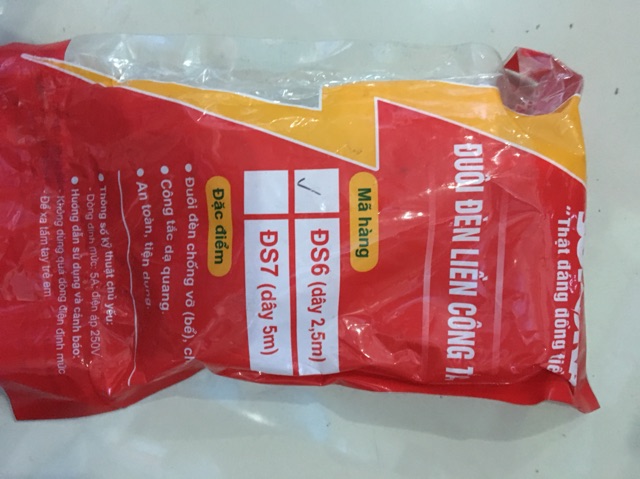 "Thật đáng đồng tiề
ĐUÔI ĐÈN LIỀN CÔNG T
Mã hàng
✓ ĐS6 (dây 2,5m)
ĐS7 (dây 5m)
Đặc điểm
• Đuôi đèn chống vỡ (bể), ch
• Công tắc dạ quang.
• An toàn, tiện dụng.
• Thông số kỹ thuật chủ yếu:
- Dòng định mức: 5A, điện áp 250V
• Hướng dẫn sử dụng và cảnh báo:
- Không dùng quá dòng điện định mức
- Để xa tầm tay trẻ em